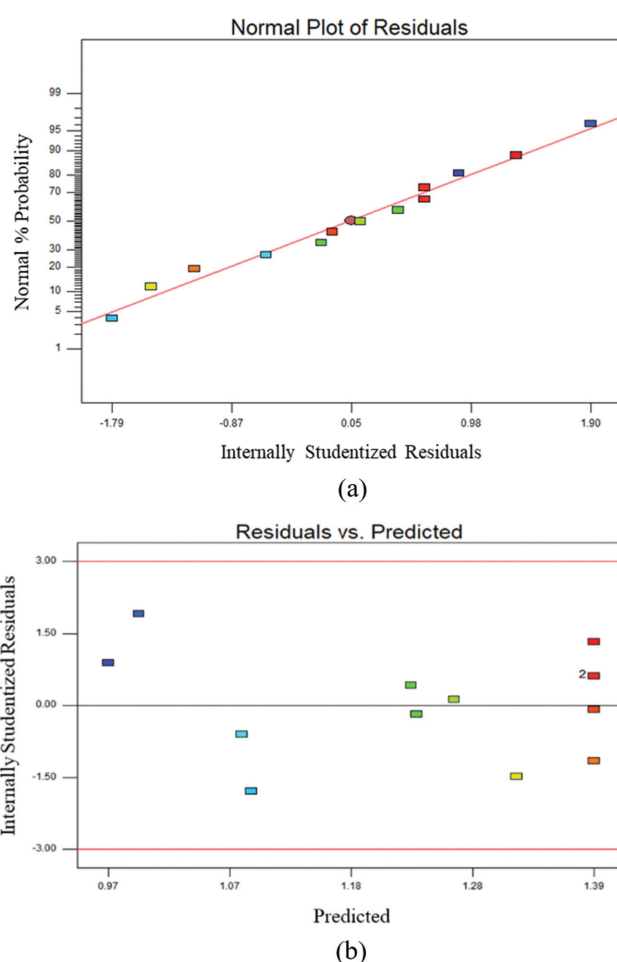 Normal Plot of Residuals
Normal % Probability
99
95
90
80
70
50
30
20
10
5
1
-1.79 -0.87 0.05 0.98 1.90
Internally Studentized Residuals
(a)
Residuals vs. Predicted
Internally Studentized Residuals
3.00
1.50
2
0.00
-1.50
-3.00
0.97 1.07 1.18 1.28 1.39
Predicted
(b)